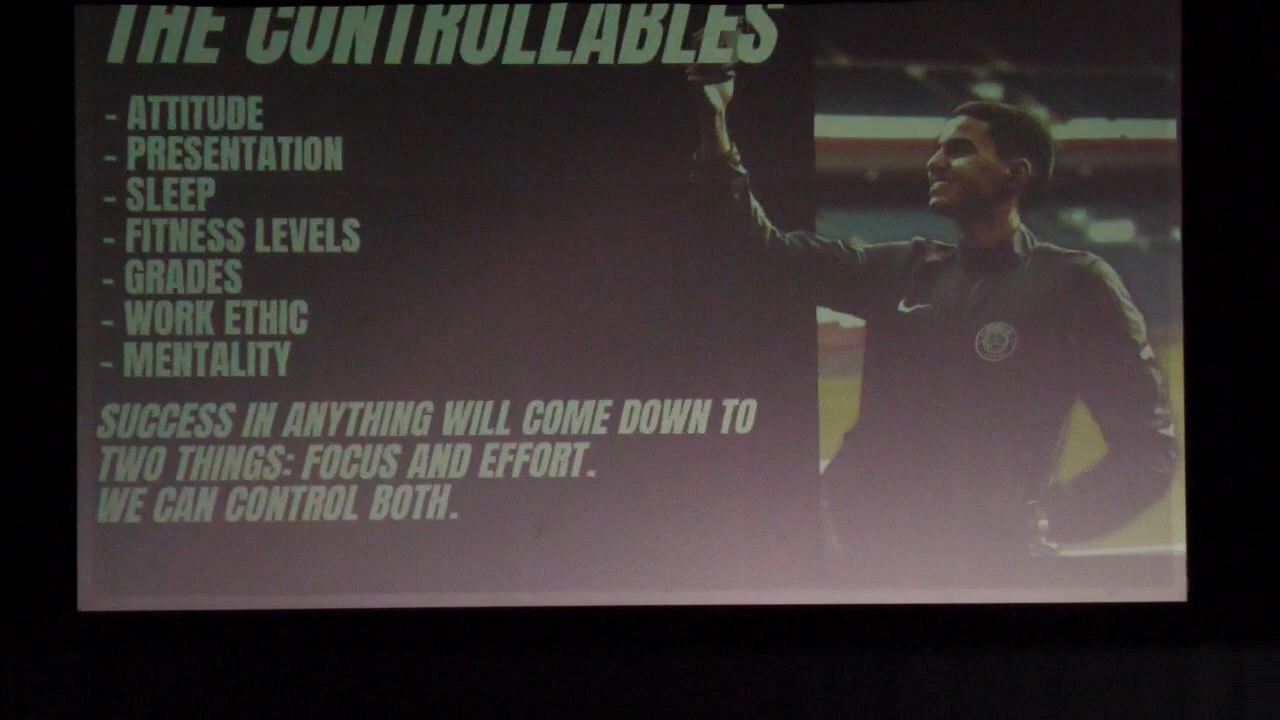 THE CONTROLLABLES
- ATTITUDE
- PRESENTATION
- SLEEP
- FITNESS LEVELS
- GRADES
- WORK ETHIC
- MENTALITY
SUCCESS IN ANYTHING WILL COME DOWN TO
TWO THINGS: FOCUS AND EFFORT.
WE CAN CONTROL BOTH.